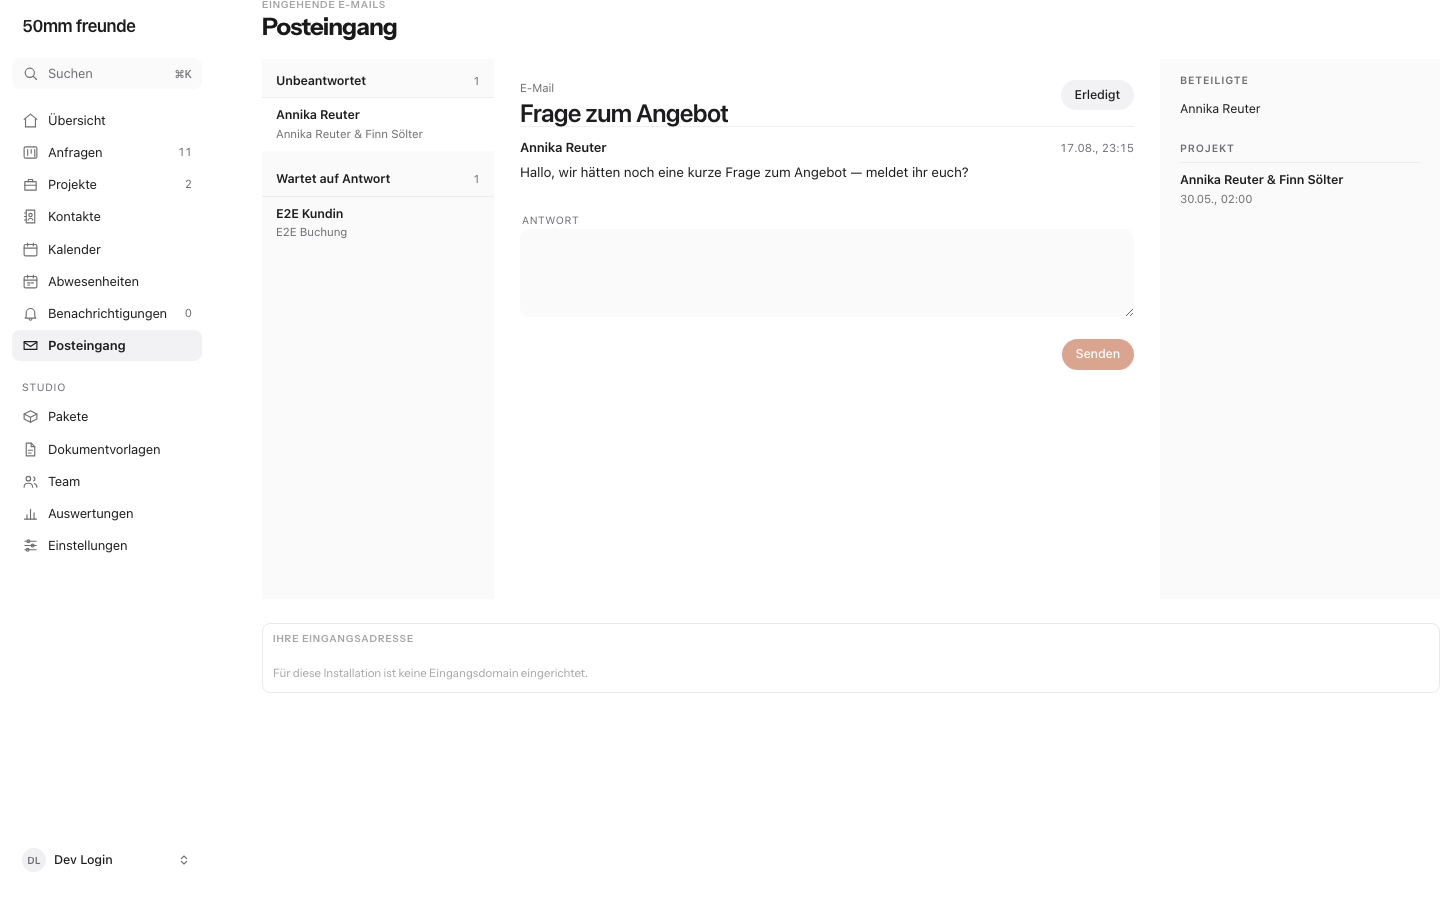 50mm freunde
Suchen ⌘K
Übersicht
Anfragen 11
Projekte 2
Kontakte
Kalender
Abwesenheiten
Benachrichtigungen 0
Posteingang
STUDIO
Pakete
Dokumentvorlagen
Team
Auswertungen
Einstellungen
DL Dev Login
EINGEHENDE E-MAILS
Posteingang
Unbeantwortet 1
Annika Reuter
Annika Reuter & Finn Sölter
Wartet auf Antwort 1
E2E Kundin
E2E Buchung
E-Mail
Frage zum Angebot
Erledigt
Annika Reuter 17.08., 23:15
Hallo, wir hätten noch eine kurze Frage zum Angebot — meldet ihr euch?
ANTWORT
Senden
BETEILIGTE
Annika Reuter
PROJEKT
Annika Reuter & Finn Sölter
30.05., 02:00
IHRE EINGANGSADRESSE
Für diese Installation ist keine Eingangsdomain eingerichtet.